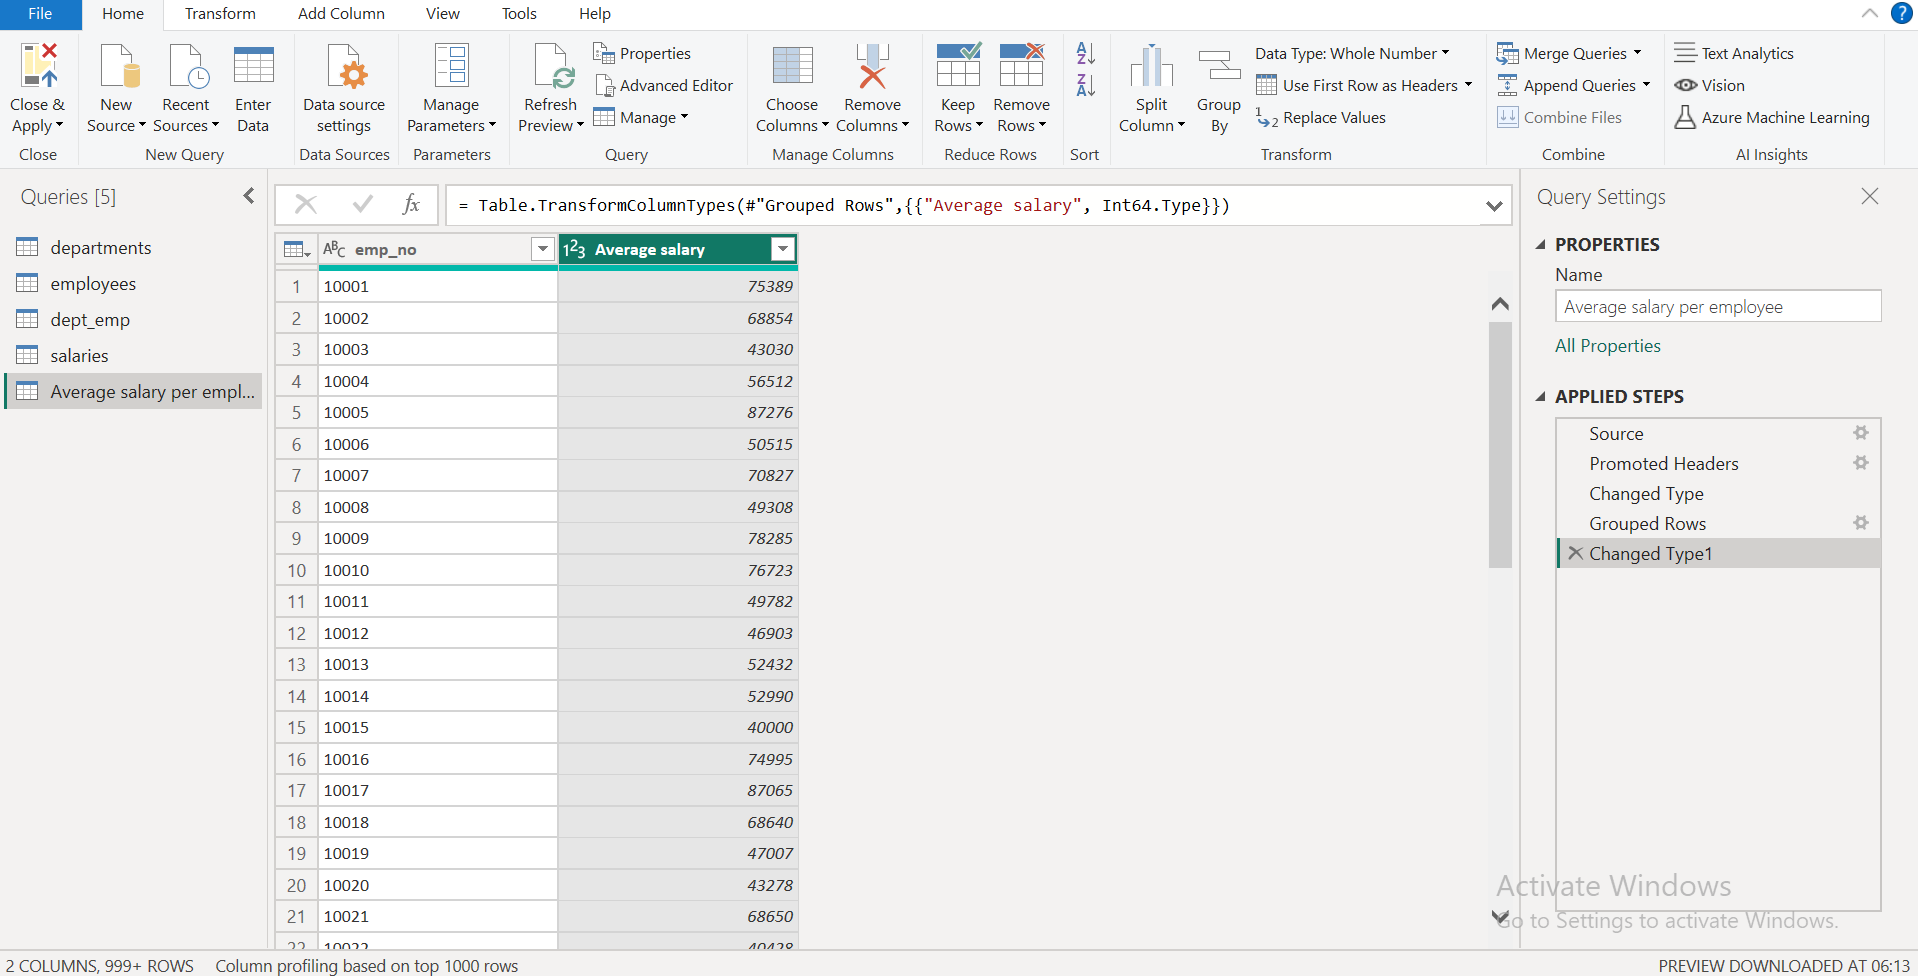 File Home Transform Add Column View Tools Help ?
Close & Apply
New Source
Recent Sources
Enter Data
Data source settings
Manage Parameters
Refresh Preview
Properties
Advanced Editor
Manage
Choose Columns
Remove Columns
Keep Rows
Remove Rows
A Z
Z A
Split Column
Group By
Data Type: Whole Number
Use First Row as Headers
1 2 Replace Values
Merge Queries
Append Queries
Combine Files
Text Analytics
Vision
Azure Machine Learning
Close New Query Data Sources Parameters Query Manage Columns Reduce Rows Sort Transform Combine AI Insights
Queries [5]
departments
employees
dept_emp
salaries
Average salary per empl...
fx = Table.TransformColumnTypes(#"Grouped Rows",{{"Average salary", Int64.Type}})
ABC emp_no 123 Average salary
1 10001 75389
2 10002 68854
3 10003 43030
4 10004 56512
5 10005 87276
6 10006 50515
7 10007 70827
8 10008 49308
9 10009 78285
10 10010 76723
11 10011 49782
12 10012 46903
13 10013 52432
14 10014 52990
15 10015 40000
16 10016 74995
17 10017 87065
18 10018 68640
19 10019 47007
20 10020 43278
21 10021 68650
22 10022 40428
Query Settings
PROPERTIES
Name
Average salary per employee
All Properties
APPLIED STEPS
Source
Promoted Headers
Changed Type
Grouped Rows
Changed Type1
Activate Windows
Go to Settings to activate Windows.
2 COLUMNS, 999+ ROWS Column profiling based on top 1000 rows PREVIEW DOWNLOADED AT 06:13